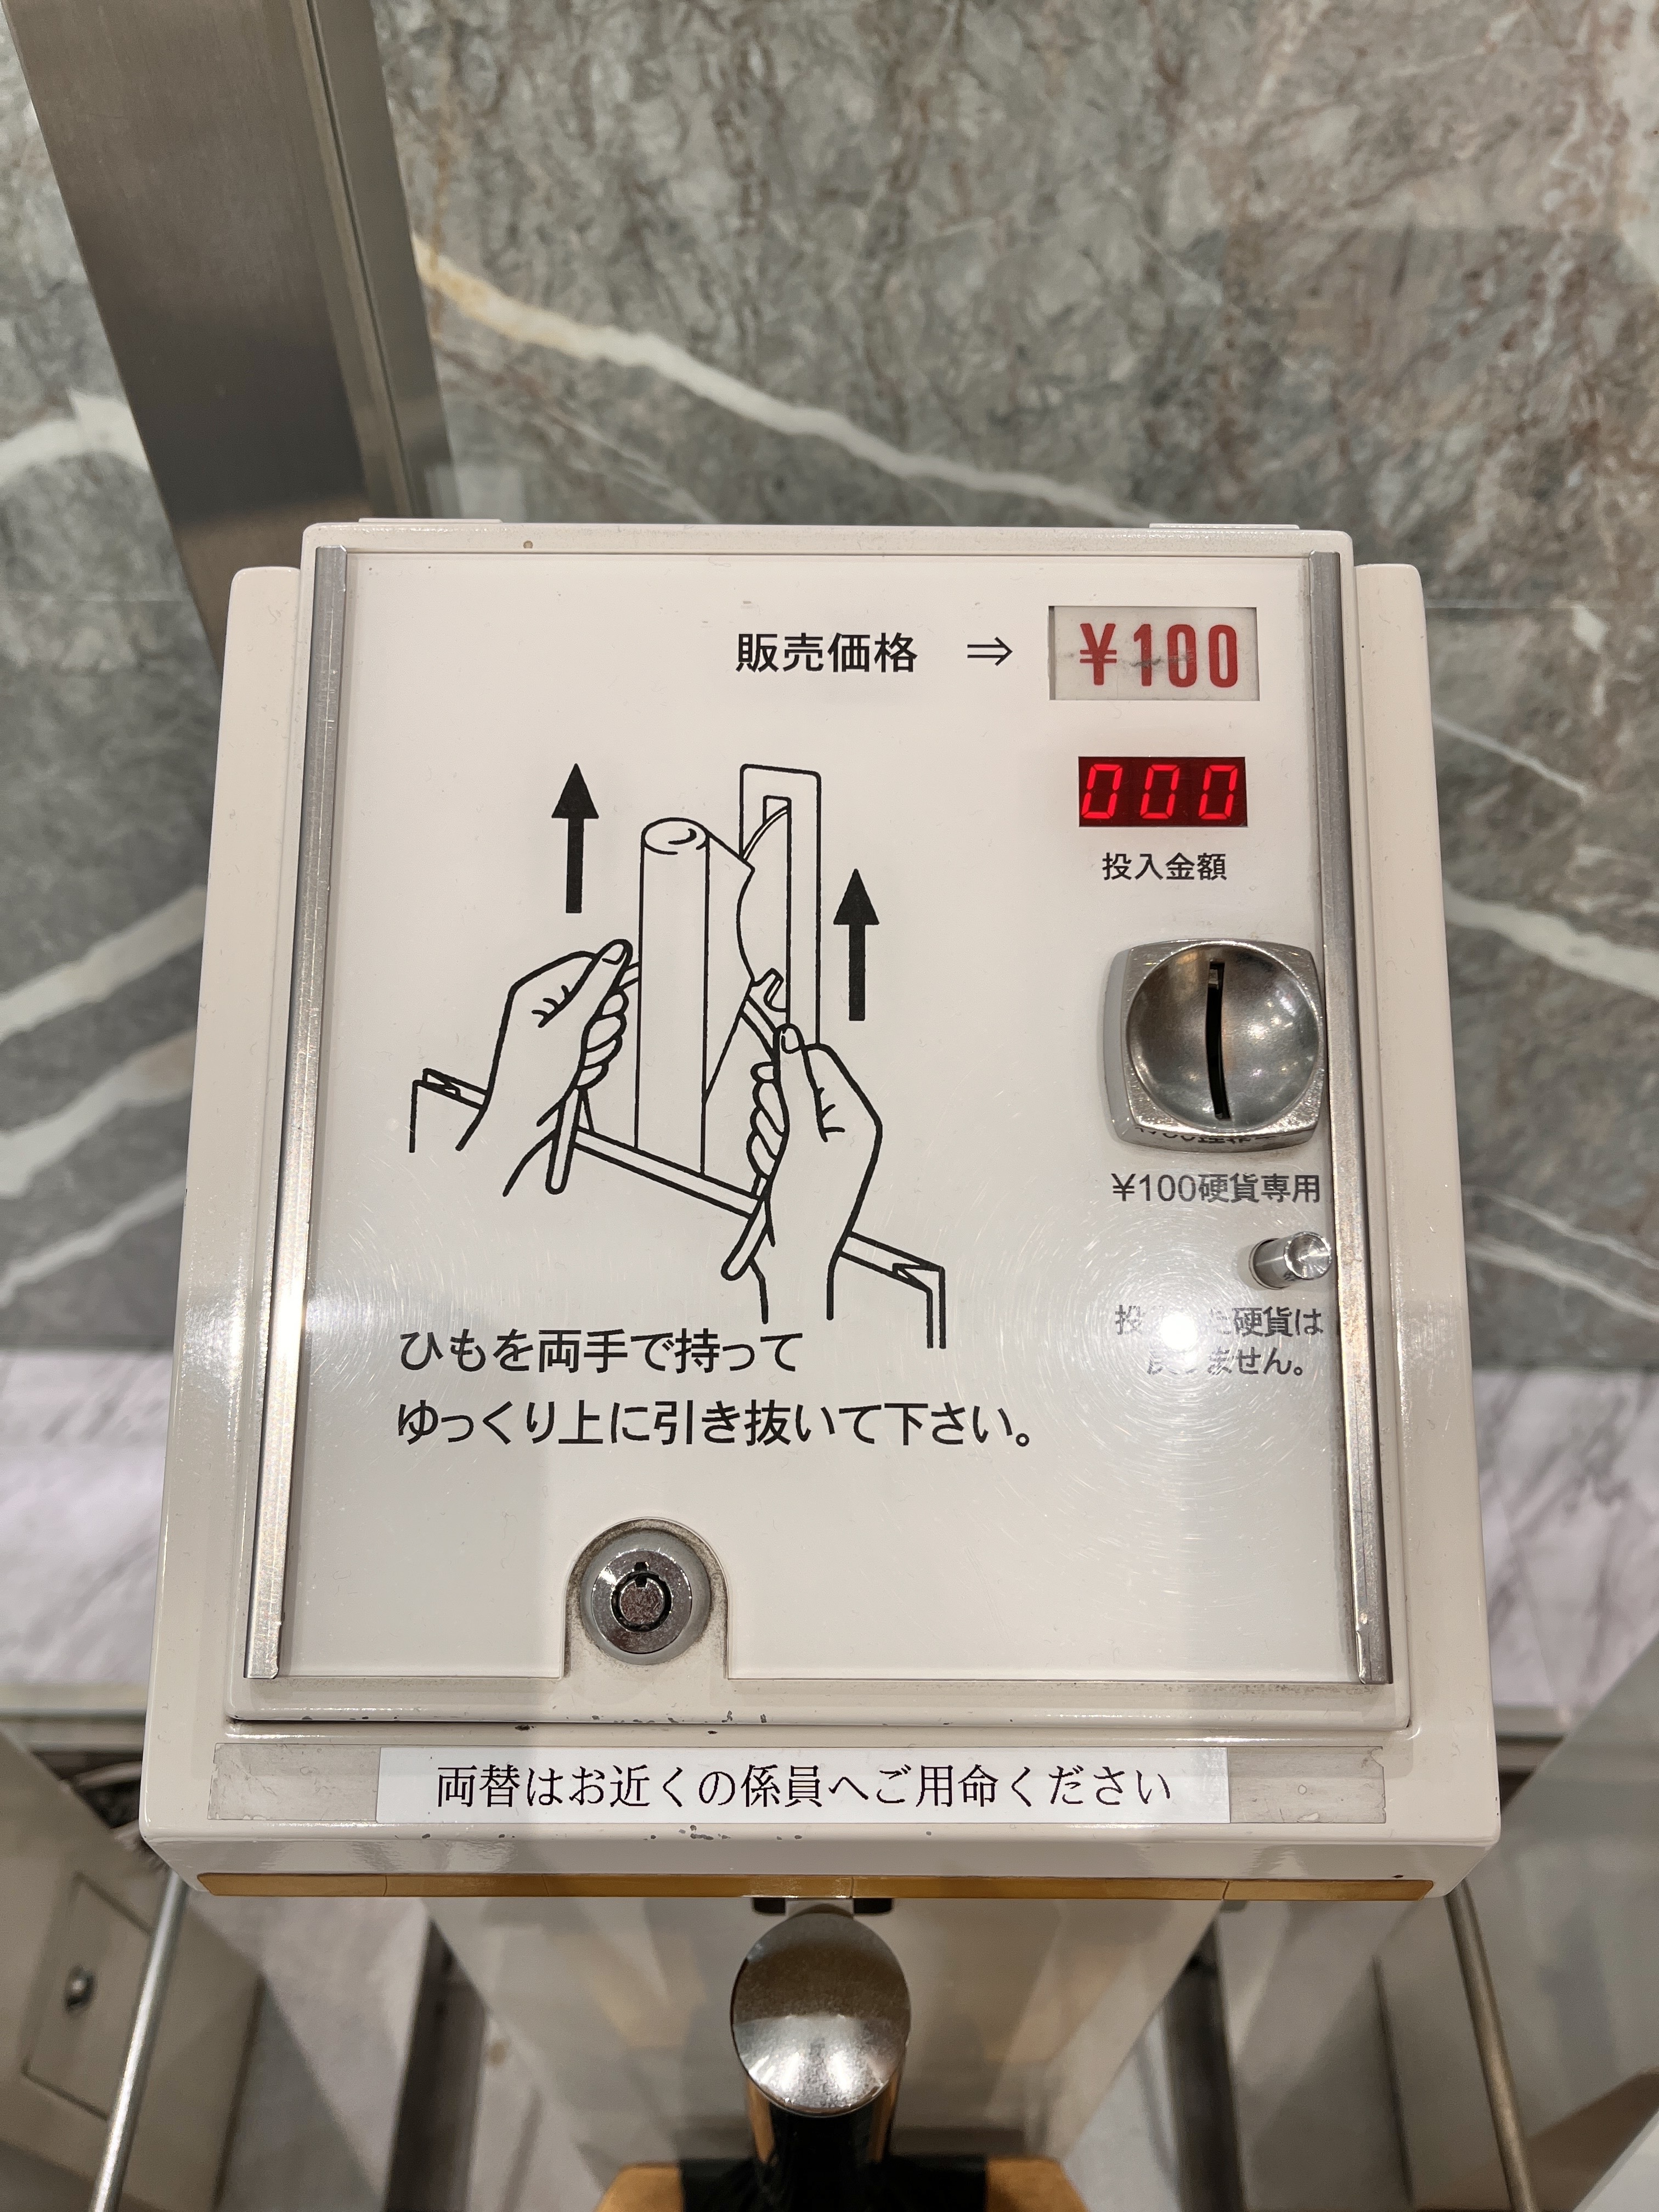 販売価格 ⇒ ¥100
000
投入金額
¥100硬貨専用
硬貨は
ません。
ひもを両手で持って
ゆっくり上に引き抜いて下さい。
両替はお近くの係員へご用命ください